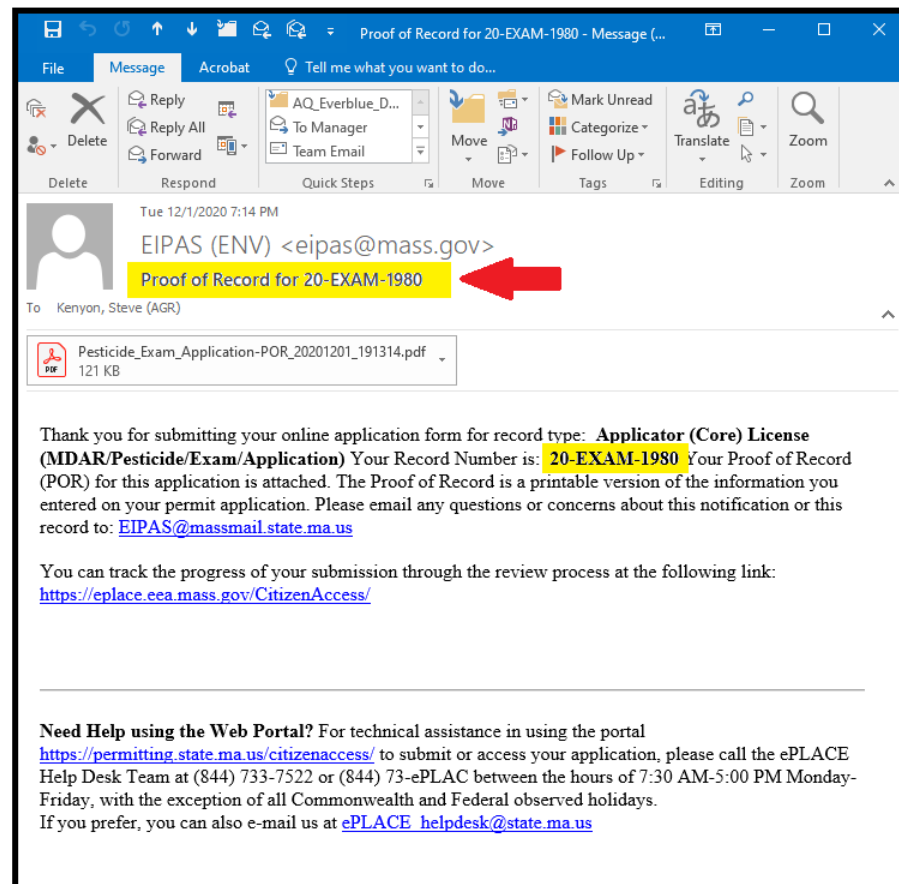 Proof of Record for 20-EXAM-1980 - Message (...
File Message Acrobat Tell me what you want to do...
Delete
Reply
Reply All
Forward
AQ_Everblue_D...
To Manager
Team Email
Move
Mark Unread
Categorize
Follow Up
Translate
Zoom
Delete Respond Quick Steps Move Tags Editing Zoom
Tue 12/1/2020 7:14 PM
EIPAS (ENV) <eipas@mass.gov>
Proof of Record for 20-EXAM-1980
To Kenyon, Steve (AGR)
Pesticide_Exam_Application-POR_20201201_191314.pdf
PDF
121 KB
Thank you for submitting your online application form for record type: Applicator (Core) License
(MDAR/Pesticide/Exam/Application) Your Record Number is: 20-EXAM-1980 Your Proof of Record
(POR) for this application is attached. The Proof of Record is a printable version of the information you
entered on your permit application. Please email any questions or concerns about this notification or this
record to: EIPAS@massmail.state.ma.us
You can track the progress of your submission through the review process at the following link:
https://eplace.eea.mass.gov/CitizenAccess/
Need Help using the Web Portal? For technical assistance in using the portal
https://permitting.state.ma.us/citizenaccess/ to submit or access your application, please call the ePLACE
Help Desk Team at (844) 733-7522 or (844) 73-ePLAC between the hours of 7:30 AM-5:00 PM Monday-
Friday, with the exception of all Commonwealth and Federal observed holidays.
If you prefer, you can also e-mail us at ePLACE_helpdesk@state.ma.us